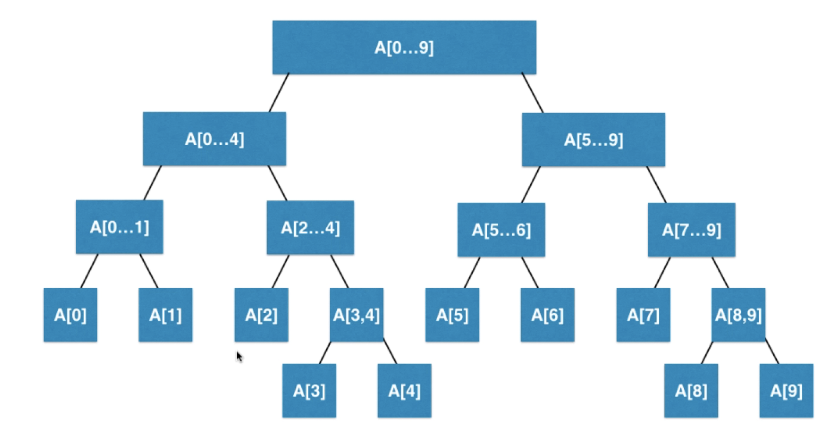 A[0…9]
A[0…4]
A[5…9]
A[0…1]
A[2…4]
A[5…6]
A[7…9]
A[0]
A[1]
A[2]
A[3,4]
A[5]
A[6]
A[7]
A[8,9]
A[3]
A[4]
A[8]
A[9]